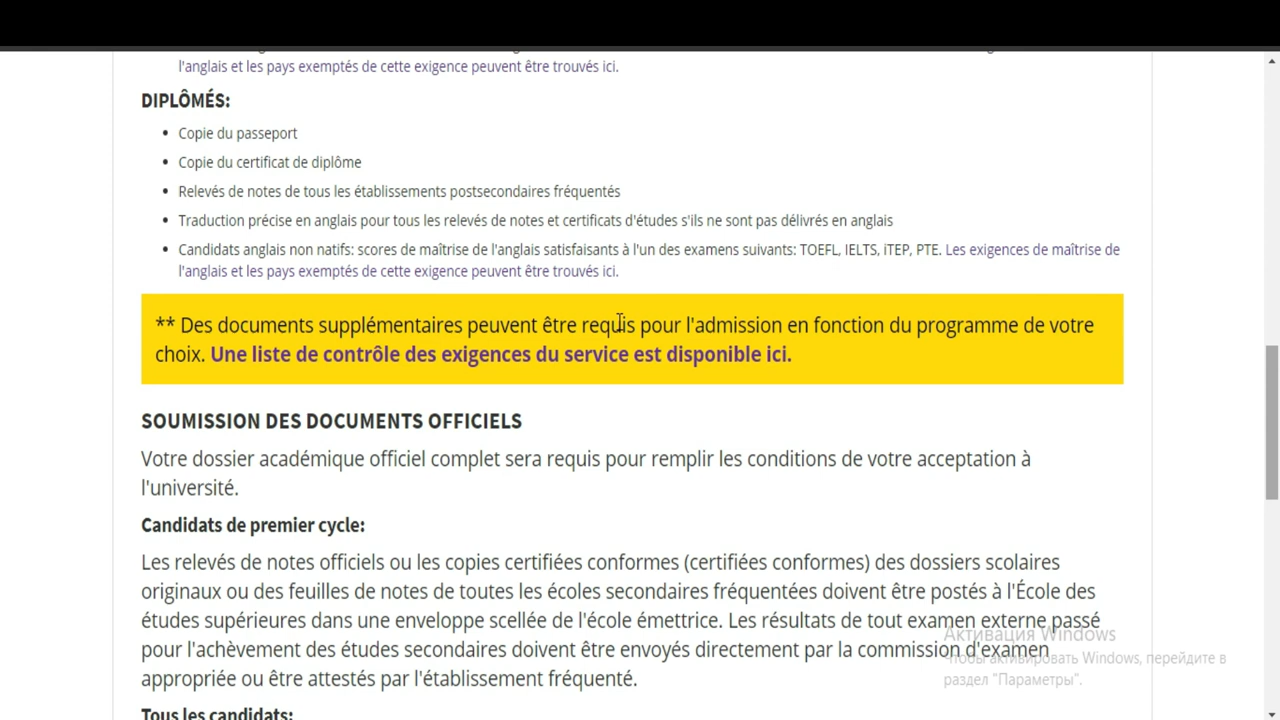 l'anglais et les pays exemptés de cette exigence peuvent être trouvés ici.
DIPLÔMÉS:
• Copie du passeport
• Copie du certificat de diplôme
• Relevés de notes de tous les établissements postsecondaires fréquentés
• Traduction précise en anglais pour tous les relevés de notes et certificats d'études s'ils ne sont pas délivrés en anglais
• Candidats anglais non natifs: scores de maîtrise de l'anglais satisfaisants à l'un des examens suivants: TOEFL, IELTS, iTEP, PTE. Les exigences de maîtrise de
l'anglais et les pays exemptés de cette exigence peuvent être trouvés ici.
** Des documents supplémentaires peuvent être requis pour l'admission en fonction du programme de votre
choix. Une liste de contrôle des exigences du service est disponible ici.
SOUMISSION DES DOCUMENTS OFFICIELS
Votre dossier académique officiel complet sera requis pour remplir les conditions de votre acceptation à
l'université.
Candidats de premier cycle:
Les relevés de notes officiels ou les copies certifiées conformes (certifiées conformes) des dossiers scolaires
originaux ou des feuilles de notes de toutes les écoles secondaires fréquentées doivent être postés à l'École des
études supérieures dans une enveloppe scellée de l'école émettrice. Les résultats de tout examen externe passé
pour l'achèvement des études secondaires doivent être envoyés directement par la commission d'examen
appropriée ou être attestés par l'établissement fréquenté.
Активация Windows
Чтобы активировать Windows, перейдите в
раздел "Параметры".
Tous les candidats: